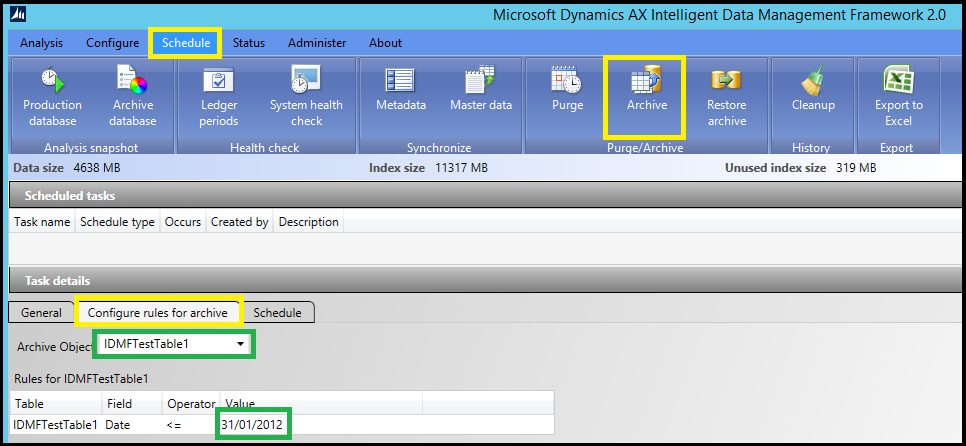 Microsoft Dynamics AX Intelligent Data Management Framework 2.0
Analysis Configure Schedule Status Administer About
Production database Archive database Ledger periods System health check Metadata Master data Purge Archive Restore archive Cleanup Export to Excel
Analysis snapshot Health check Synchronize Purge/Archive History Export
Data size 4638 MB Index size 11317 MB Unused index size 319 MB
Scheduled tasks
Task name Schedule type Occurs Created by Description
Task details
General Configure rules for archive Schedule
Archive Objec IDMFTestTable1
Rules for IDMFTestTable1
Table Field Operator Value
IDMFTestTable1 Date <= 31/01/2012